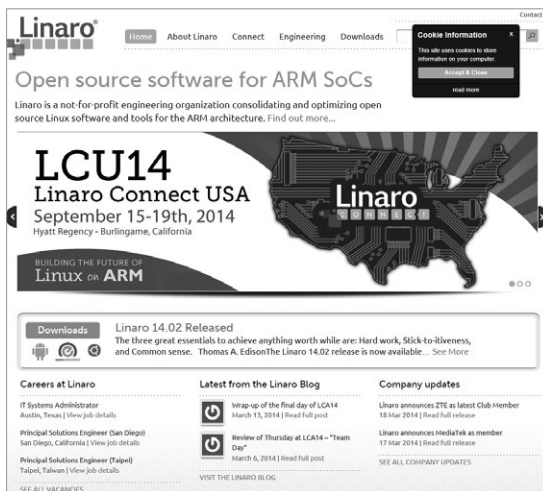 Contact
Linaro®
Home About Linaro Connect Engineering Downloads
Cookie Information x
This site uses cookies to store
information on your computer.
Accept & Close
read more
Open source software for ARM SoCs
Linaro is a not-for-profit engineering organization consolidating and optimizing open
source Linux software and tools for the ARM architecture. Find out more...
LCU14
Linaro Connect USA
September 15-19th, 2014
Hyatt Regency - Burlingame, California
Linaro
CONNECT
BUILDING THE FUTURE OF
Linux on ARM
Downloads
Linaro 14.02 Released
The three great essentials to achieve anything worth while are: Hard work, Stick-to-itiveness,
and Common sense. Thomas A. EdisonThe Linaro 14.02 release is now available... See More
Careers at Linaro
IT Systems Administrator
Austin, Texas | View job details
Principal Solutions Engineer (San Diego)
San Diego, California | View job details
Principal Solutions Engineer (Taipei)
Taipei, Taiwan | View job details
SEE ALL VACANCIES
Latest from the Linaro Blog
Wrap-up of the final day of LCA14
March 13, 2014 | Read full post
Review of Thursday at LCA14 – "Team
Day"
March 6, 2014 | Read full post
VISIT THE LINARO BLOG
Company updates
Linaro announces ZTE as latest Club Member
18 Mar 2014 | Read full release
Linaro announces MediaTek as member
17 Mar 2014 | Read full release
SEE ALL COMPANY UPDATES